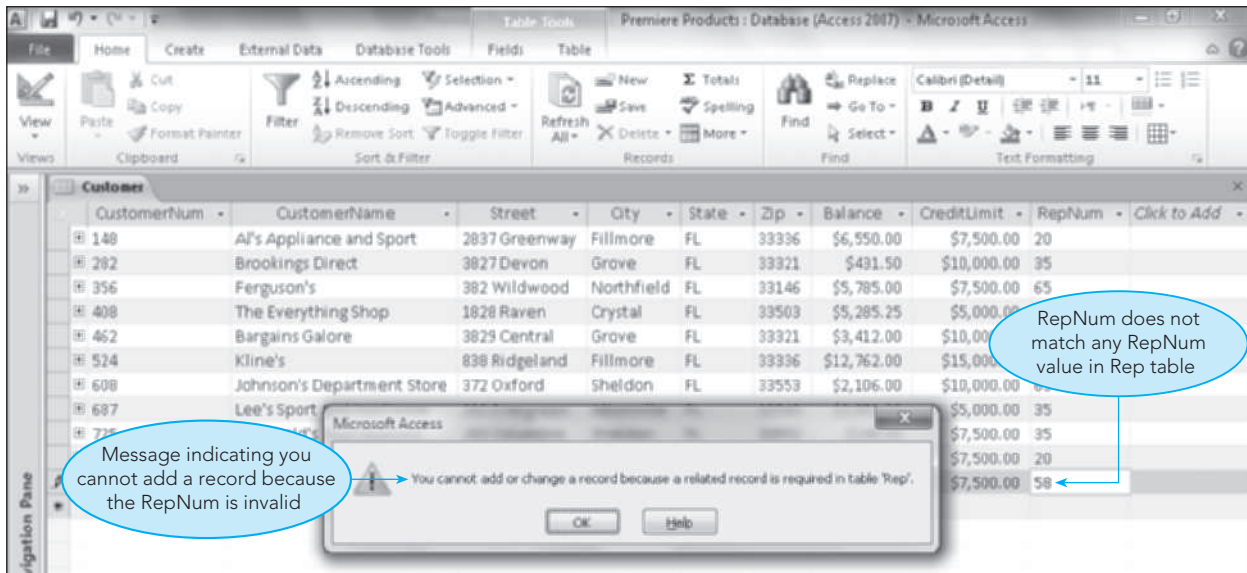 Table Tools
Premiere Products : Database (Access 2007) - Microsoft Access
File Home Create External Data Database Tools Fields Table
View
Paste
Cut
Copy
Format Painter
Filter
Ascending
Descending
Remove Sort
Selection
Advanced
Toggle Filter
Refresh All
New
Save
Delete
Σ Totals
Spelling
More
Find
Replace
Go To
Select
Calibri (Detail) 11
B I U
A
Views Clipboard Sort & Filter Records Find Text Formatting
Customer
CustomerNum CustomerName Street City State Zip Balance CreditLimit RepNum Click to Add
148 Al's Appliance and Sport 2837 Greenway Fillmore FL 33336 $6,550.00 $7,500.00 20
282 Brookings Direct 3827 Devon Grove FL 33321 $431.50 $10,000.00 35
356 Ferguson's 382 Wildwood Northfield FL 33146 $5,785.00 $7,500.00 65
408 The Everything Shop 1828 Raven Crystal FL 33503 $5,285.25 $5,000.00
462 Bargains Galore 3829 Central Grove FL 33321 $3,412.00
524 Kline's 838 Ridgeland Fillmore FL 33336 $12,762.00
608 Johnson's Department Store 372 Oxford Sheldon FL 33553 $2,106.00 $10,000.00
687 Lee's Sport $5,000.00 35
$7,500.00 35
$7,500.00 20
$7,500.00 58
RepNum does not
match any RepNum
value in Rep table
Microsoft Access
Message indicating you
cannot add a record because
the RepNum is invalid
You cannot add or change a record because a related record is required in table 'Rep'.
OK Help
vigation Pane